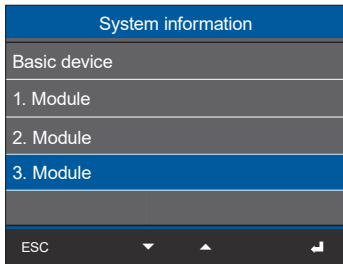 System information
Basic device
1. Module
2. Module
3. Module
ESC